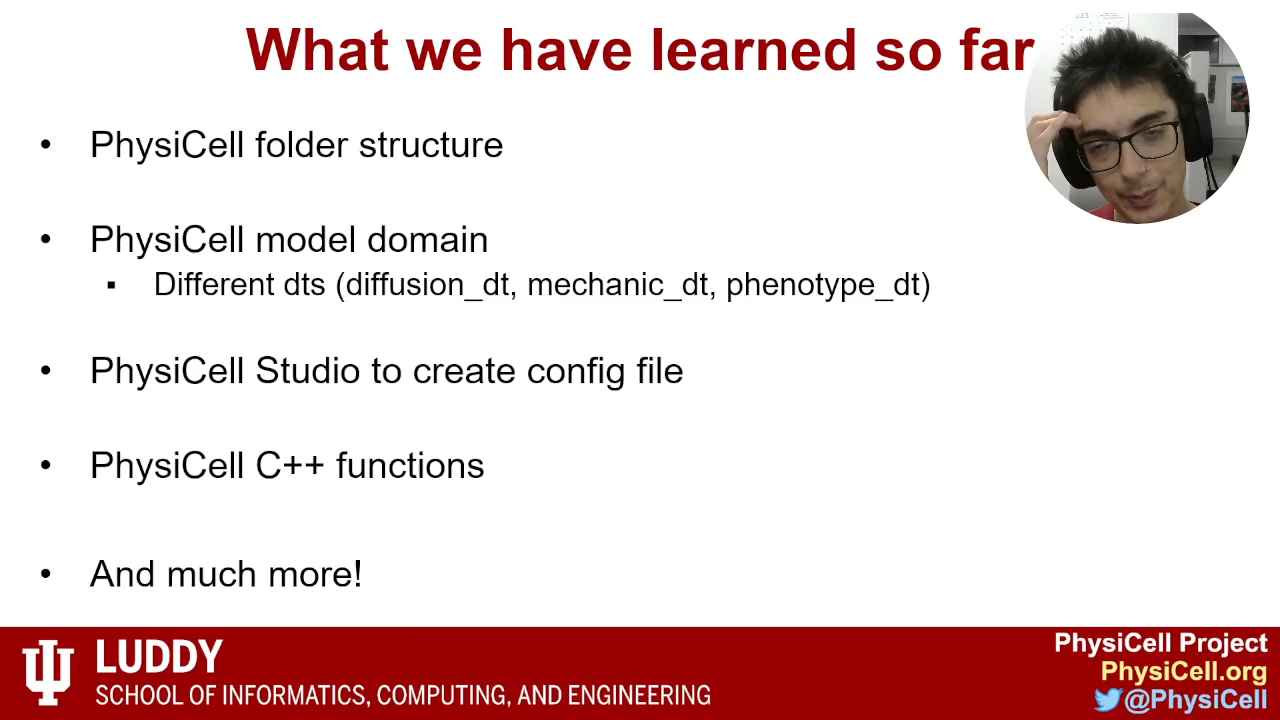 What we have learned so far
• PhysiCell folder structure
• PhysiCell model domain
▪ Different dts (diffusion_dt, mechanic_dt, phenotype_dt)
• PhysiCell Studio to create config file
• PhysiCell C++ functions
• And much more!
LUDDY
SCHOOL OF INFORMATICS, COMPUTING, AND ENGINEERING
PhysiCell Project
PhysiCell.org
@PhysiCell